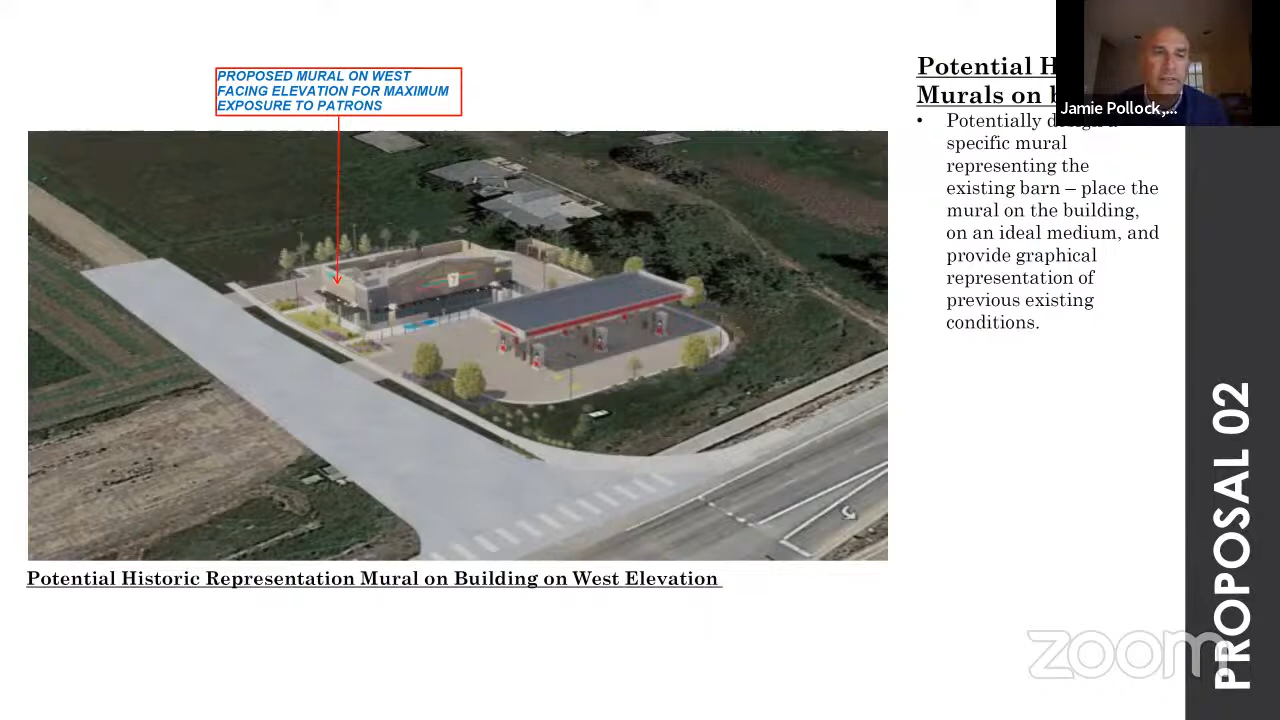 PROPOSED MURAL ON WEST
FACING ELEVATION FOR MAXIMUM
EXPOSURE TO PATRONS
Potential Historic Representation Mural on Building on West Elevation
Potential
Murals on
• Potentially
specific mural
representing the
existing barn – place the
mural on the building,
on an ideal medium, and
provide graphical
representation of
previous existing
conditions.
Jamie Pollock,...
PROPOSAL 02
zoom
7